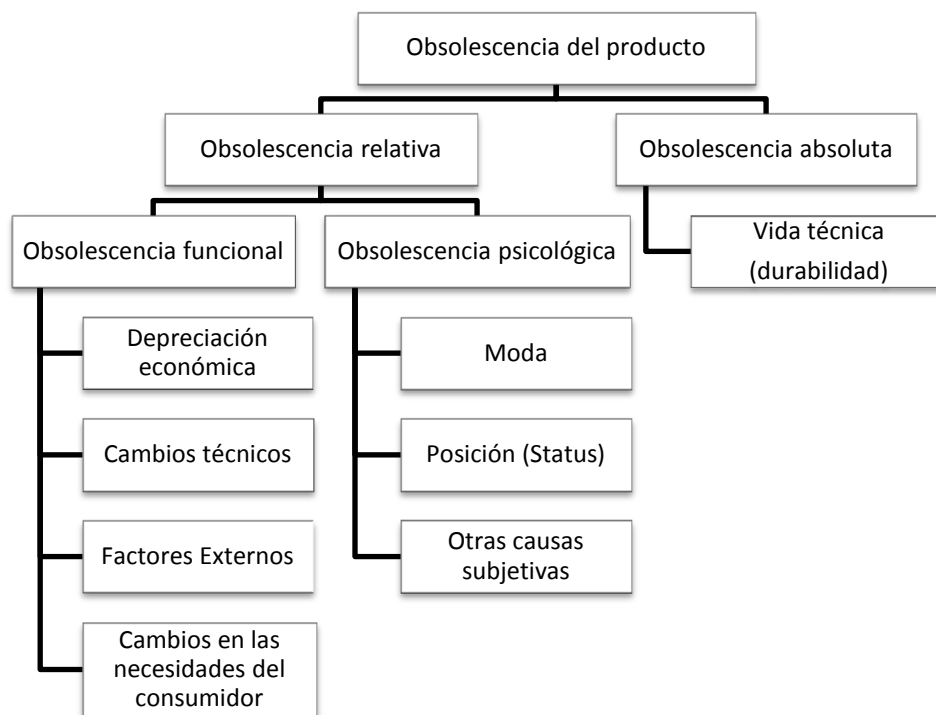 Obsolescencia del producto
Obsolescencia relativa
Obsolescencia absoluta
Obsolescencia funcional
Obsolescencia psicológica
Vida técnica
(durabilidad)
Depreciación
económica
Moda
Cambios técnicos
Posición (Status)
Factores Externos
Otras causas
subjetivas
Cambios en las
necesidades del
consumidor